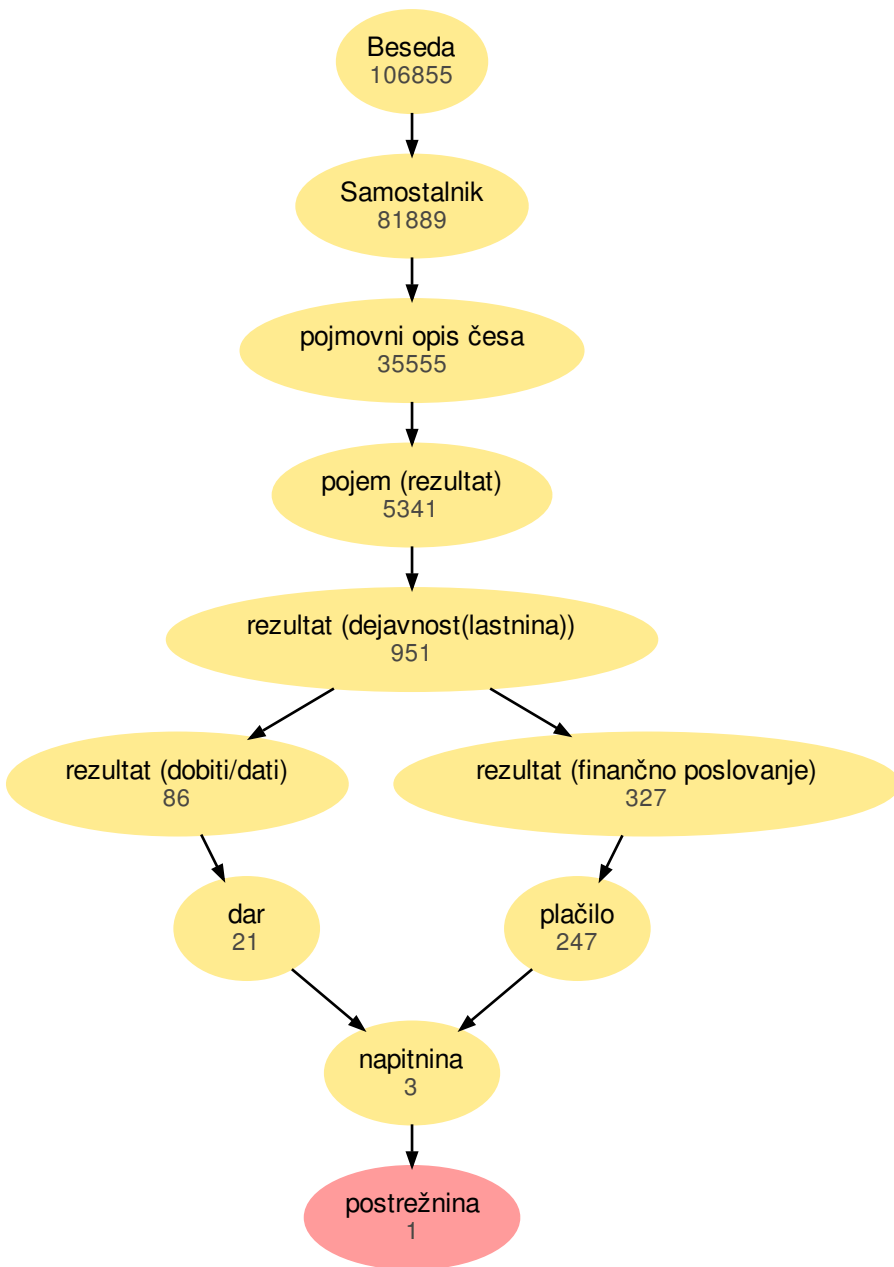 Beseda
106855
Samostalnik
81889
pojmovni opis česa
35555
pojem (rezultat)
5341
rezultat (dejavnost(lastnina))
951
rezultat (dobiti/dati)
86
rezultat (finančno poslovanje)
327
dar
21
plačilo
247
napitnina
3
postrežnina
1